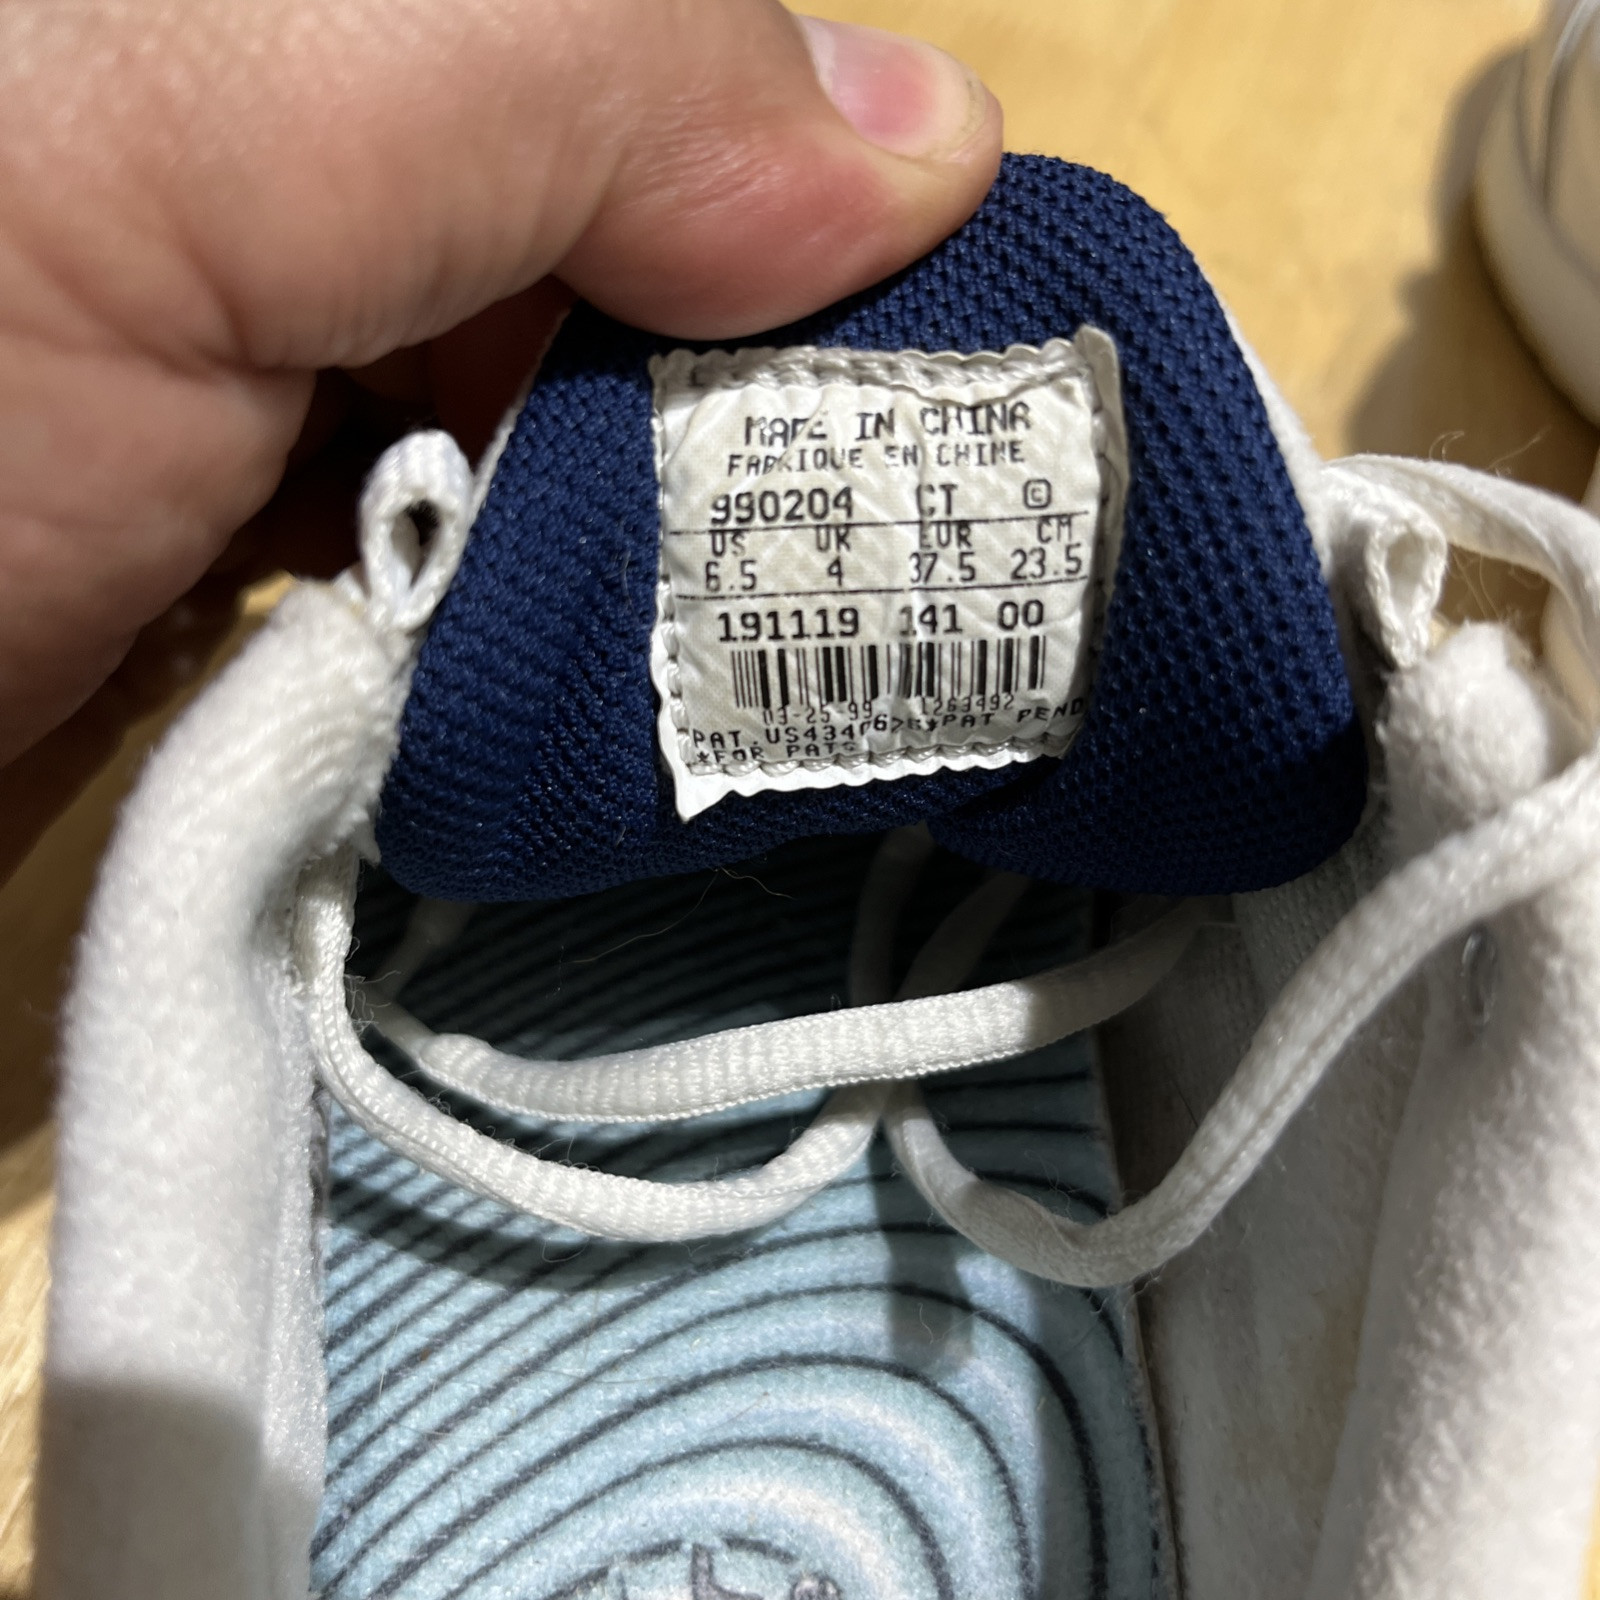 MADE IN CHINA
FABRIQUE EN CHINE
990204 CT ©
US UK EUR CM
6.5 4 37.5 23.5
191119 141 00
03-25-99 1263492
PAT. PAT PEND
*FOR PATS